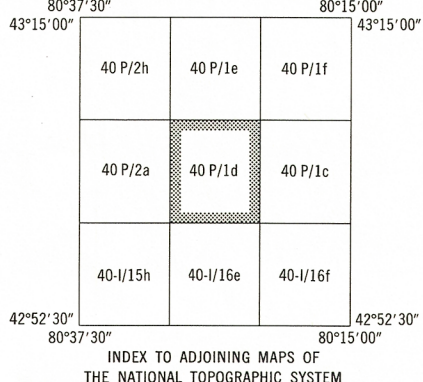 80°37'30" 80°15'00"
43°15'00" 43°15'00"
40 P/2h 40 P/1e 40 P/1f
40 P/2a 40 P/1d 40 P/1c
40-I/15h 40-I/16e 40-I/16f
42°52'30" 42°52'30"
80°37'30" 80°15'00"
INDEX TO ADJOINING MAPS OF
THE NATIONAL TOPOGRAPHIC SYSTEM